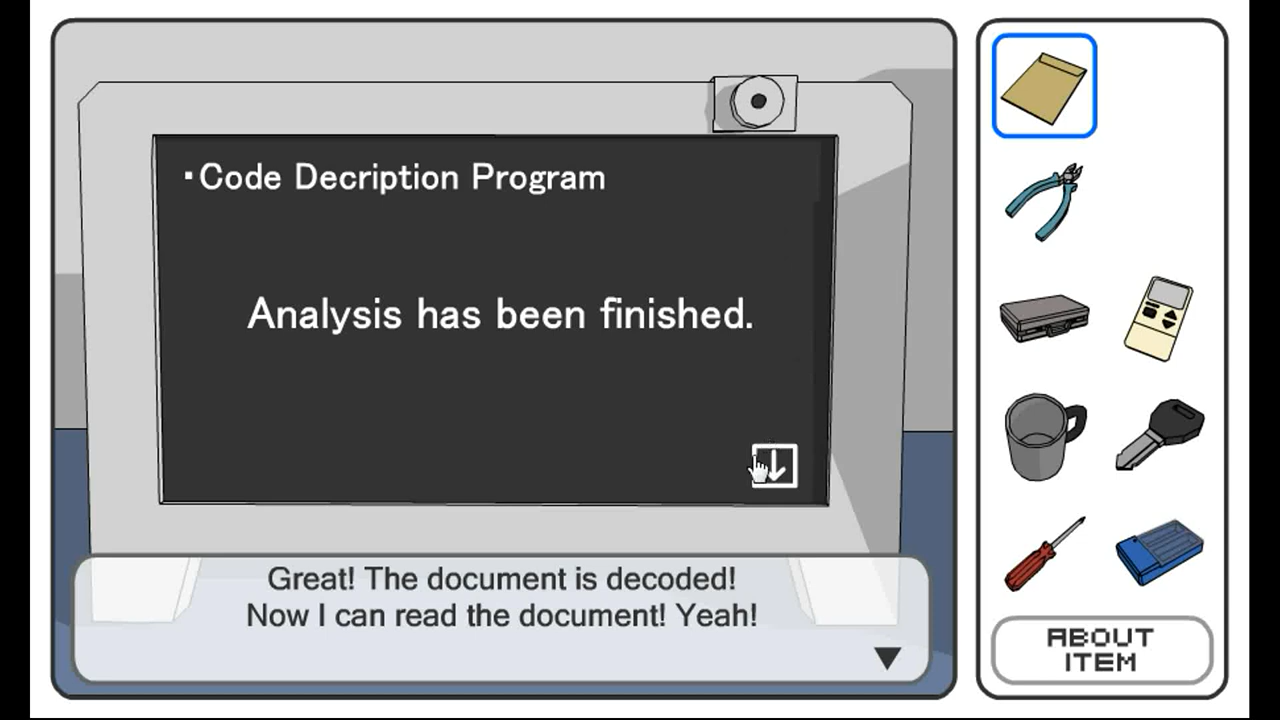 ·Code Decription Program
Analysis has been finished.
Great! The document is decoded!
Now I can read the document! Yeah!
ABOUT
ITEM